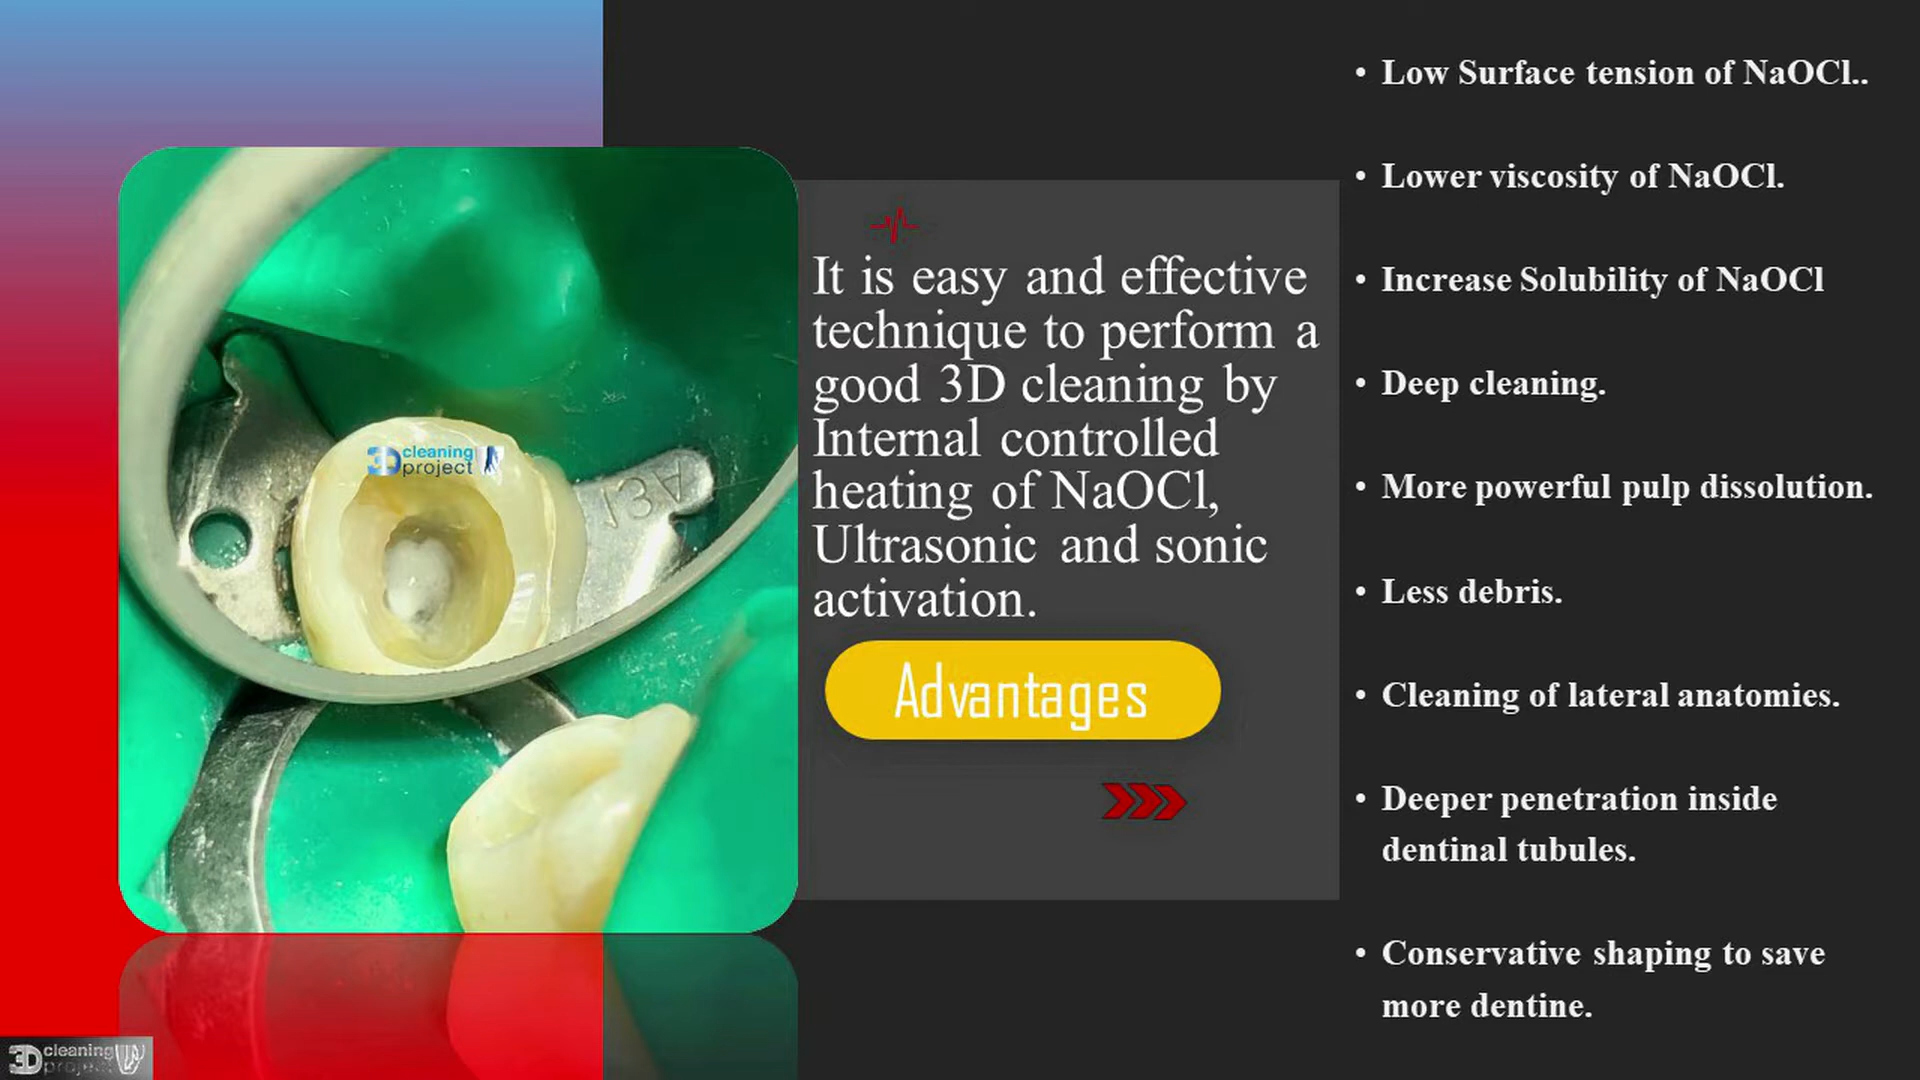 It is easy and effective
technique to perform a
good 3D cleaning by
Internal controlled
heating of NaOCl,
Ultrasonic and sonic
activation.
Advantages
• Low Surface tension of NaOCl..
• Lower viscosity of NaOCl.
• Increase Solubility of NaOCl
• Deep cleaning.
• More powerful pulp dissolution.
• Less debris.
• Cleaning of lateral anatomies.
• Deeper penetration inside
dentinal tubules.
• Conservative shaping to save
more dentine.
3D cleaning
project
13A
3D cleaning
project